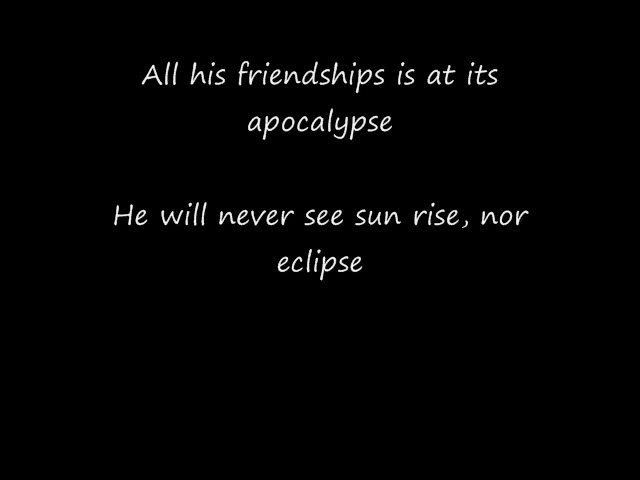 All his friendships is at its
apocalypse
He will never see sun rise, nor
eclipse